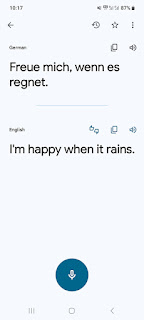 10:17
87%
German
Freue mich, wenn es
regnet.
English
I'm happy when it rains.